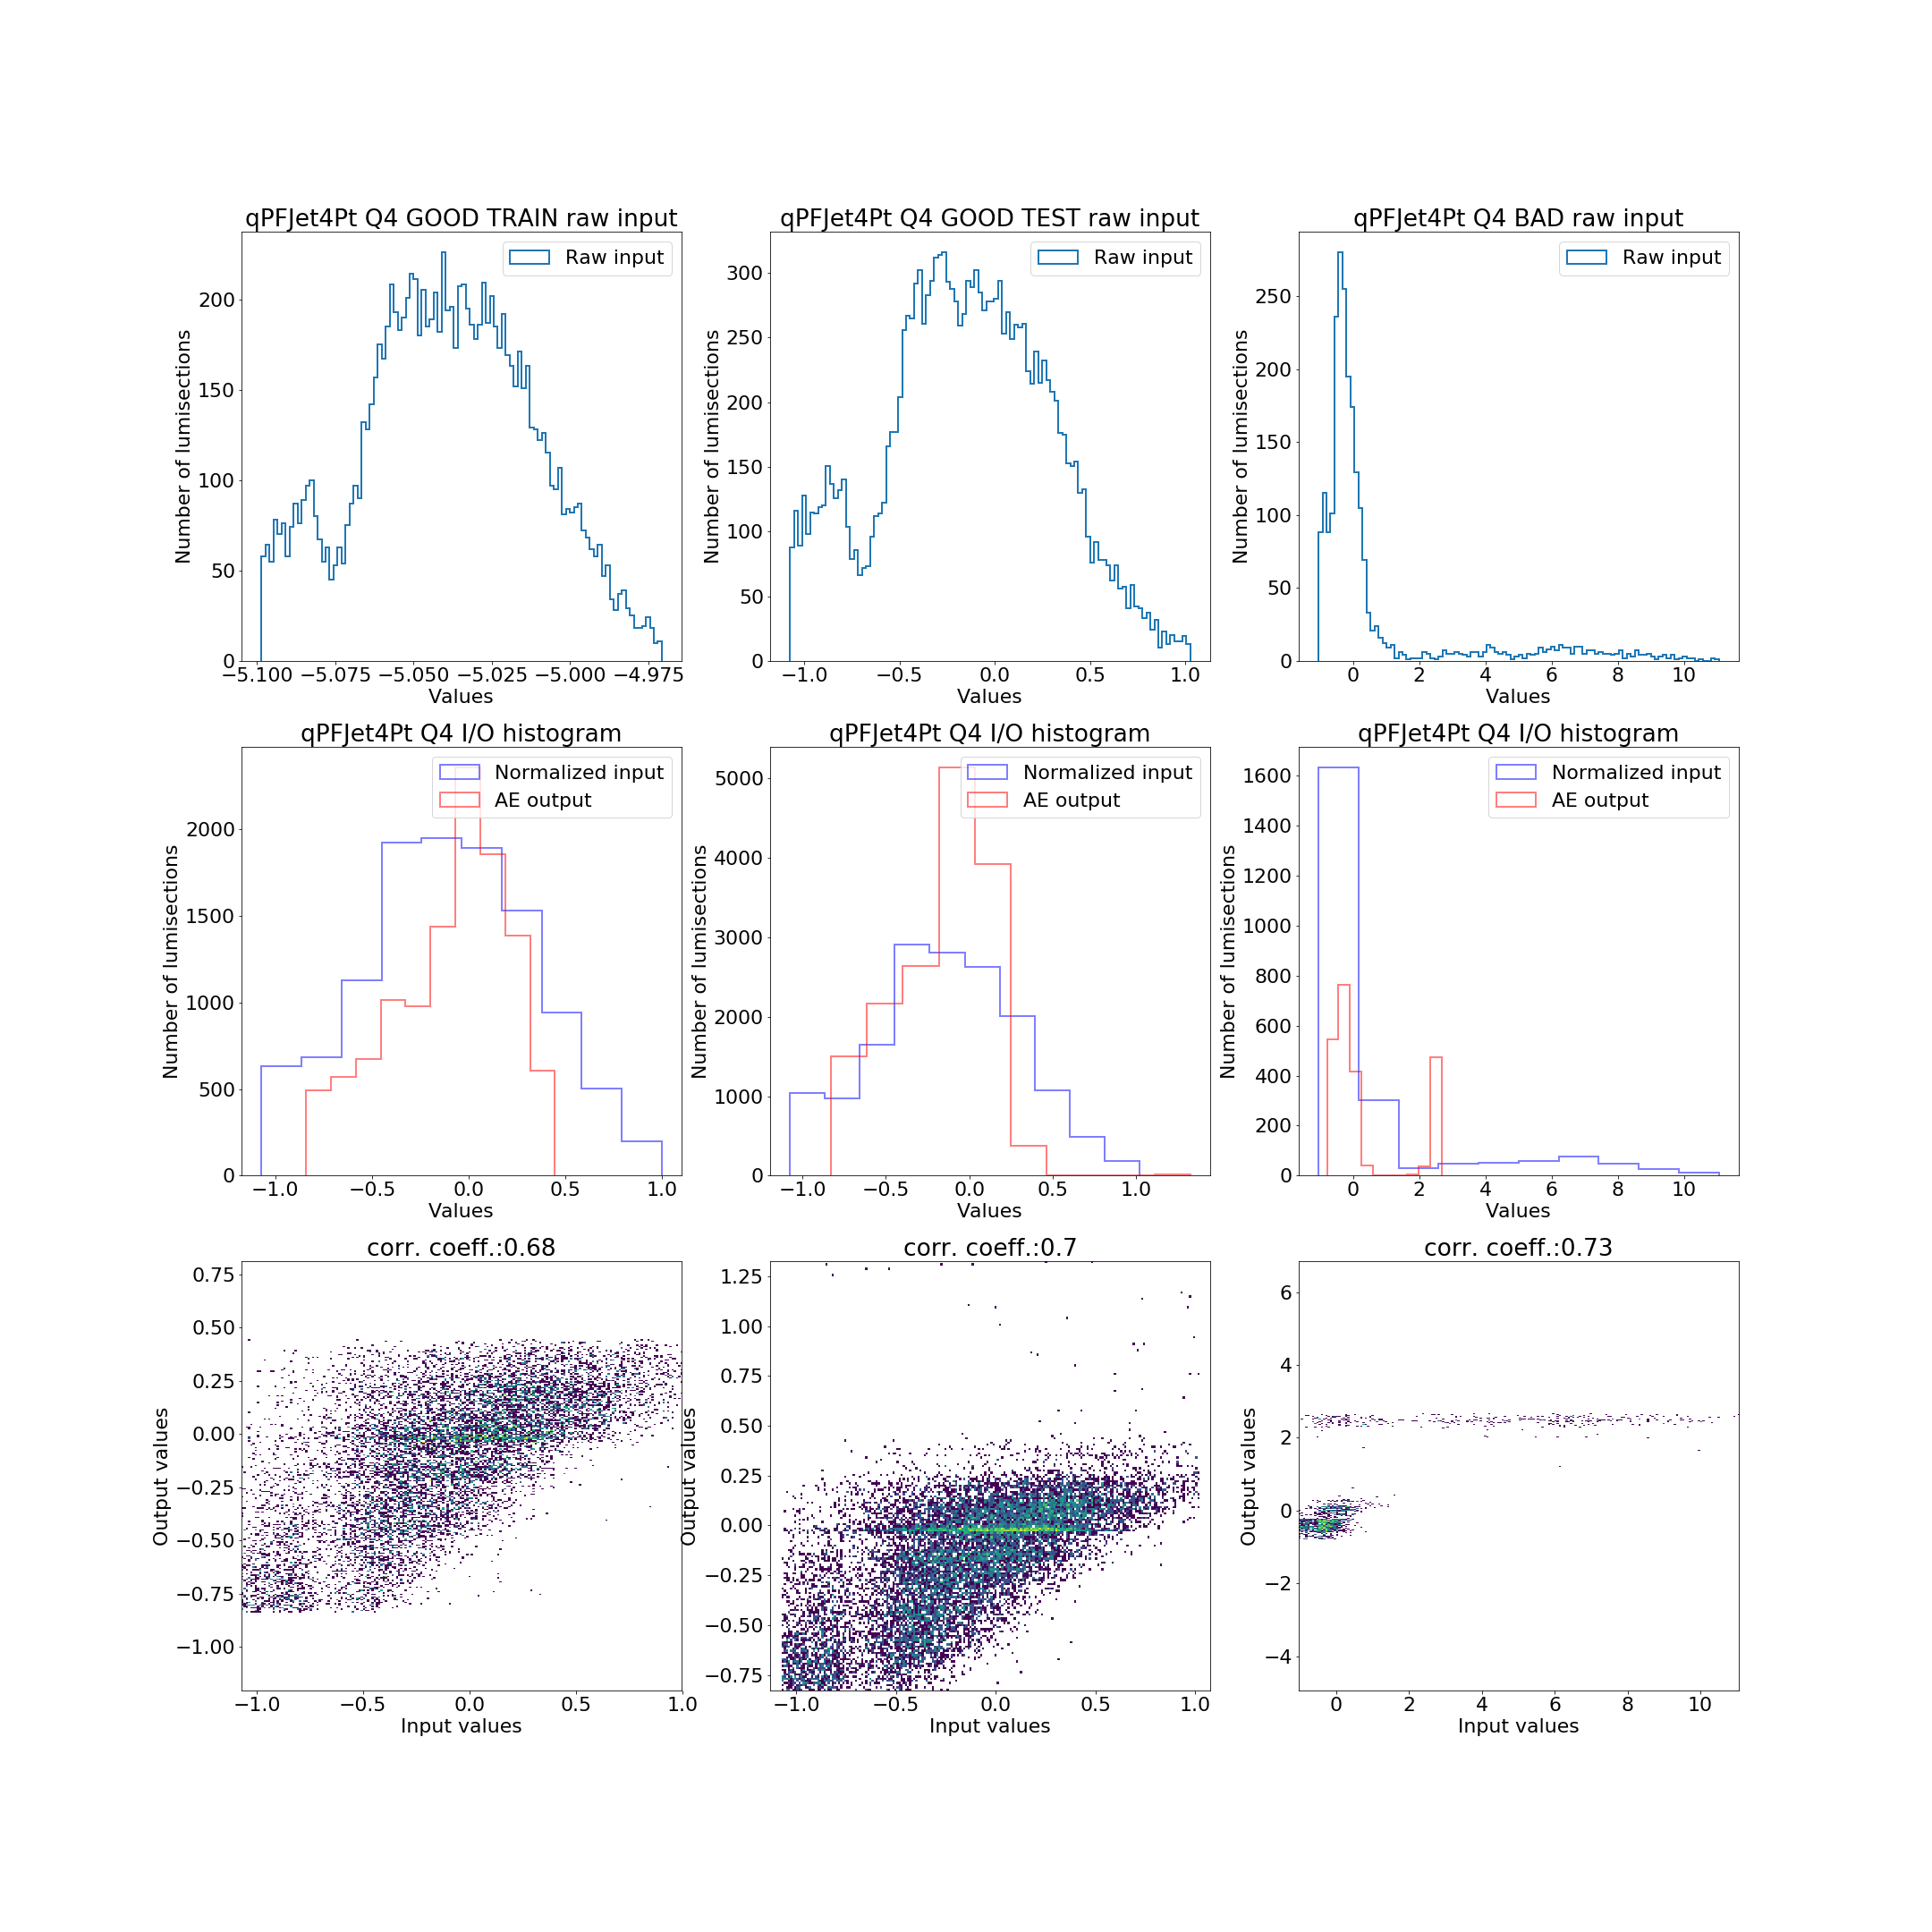 qPFJet4Pt Q4 GOOD TRAIN raw input
Raw input
Number of lumisections
200
150
100
50
0
−5.100 −5.075 −5.050 −5.025 −5.000 −4.975
Values
qPFJet4Pt Q4 GOOD TEST raw input
Raw input
Number of lumisections
300
250
200
150
100
50
0
−1.0 −0.5 0.0 0.5 1.0
Values
qPFJet4Pt Q4 BAD raw input
Raw input
Number of lumisections
250
200
150
100
50
0
0 2 4 6 8 10
Values
qPFJet4Pt Q4 I/O histogram
Normalized input
AE output
Number of lumisections
2000
1500
1000
500
0
−1.0 −0.5 0.0 0.5 1.0
Values
qPFJet4Pt Q4 I/O histogram
Normalized input
AE output
Number of lumisections
5000
4000
3000
2000
1000
0
−1.0 −0.5 0.0 0.5 1.0
Values
qPFJet4Pt Q4 I/O histogram
Normalized input
AE output
Number of lumisections
1600
1400
1200
1000
800
600
400
200
0
0 2 4 6 8 10
Values
corr. coeff.:0.68
Output values
0.75
0.50
0.25
0.00
−0.25
−0.50
−0.75
−1.00
−1.0 −0.5 0.0 0.5 1.0
Input values
corr. coeff.:0.7
Output values
1.25
1.00
0.75
0.50
0.25
0.00
−0.25
−0.50
−0.75
−1.0 −0.5 0.0 0.5 1.0
Input values
corr. coeff.:0.73
Output values
6
4
2
0
−2
−4
0 2 4 6 8 10
Input values